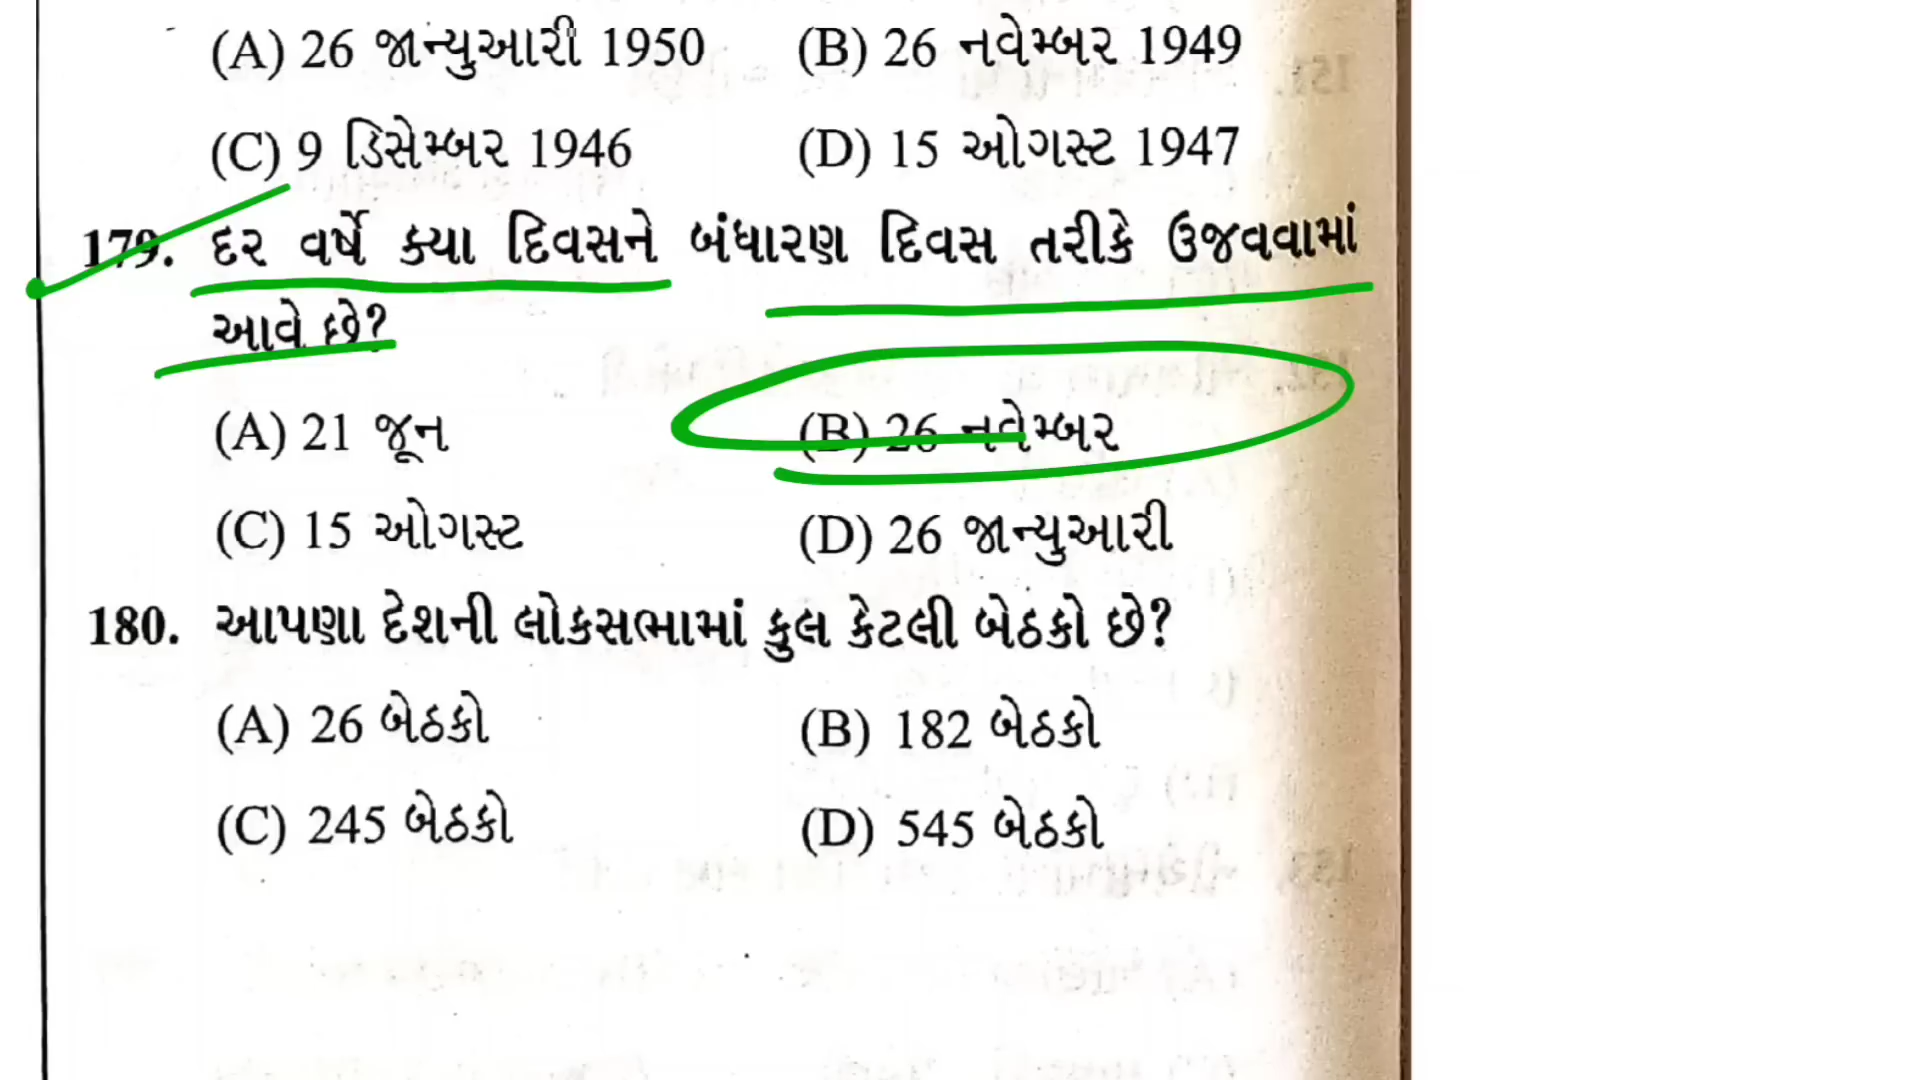 (A) 26 જાન્યુઆરી 1950 (B) 26 નવેમ્બર 1949
(C) 9 ડિસેમ્બર 1946 (D) 15 ઓગસ્ટ 1947
179. દર વર્ષે ક્યા દિવસને બંધારણ દિવસ તરીકે ઉજવવામાં
આવે છે?
(A) 21 જૂન (B) 26 નવેમ્બર
(C) 15 ઓગસ્ટ (D) 26 જાન્યુઆરી
180. આપણા દેશની લોકસભામાં કુલ કેટલી બેઠકો છે?
(A) 26 બેઠકો (B) 182 બેઠકો
(C) 245 બેઠકો (D) 545 બેઠકો